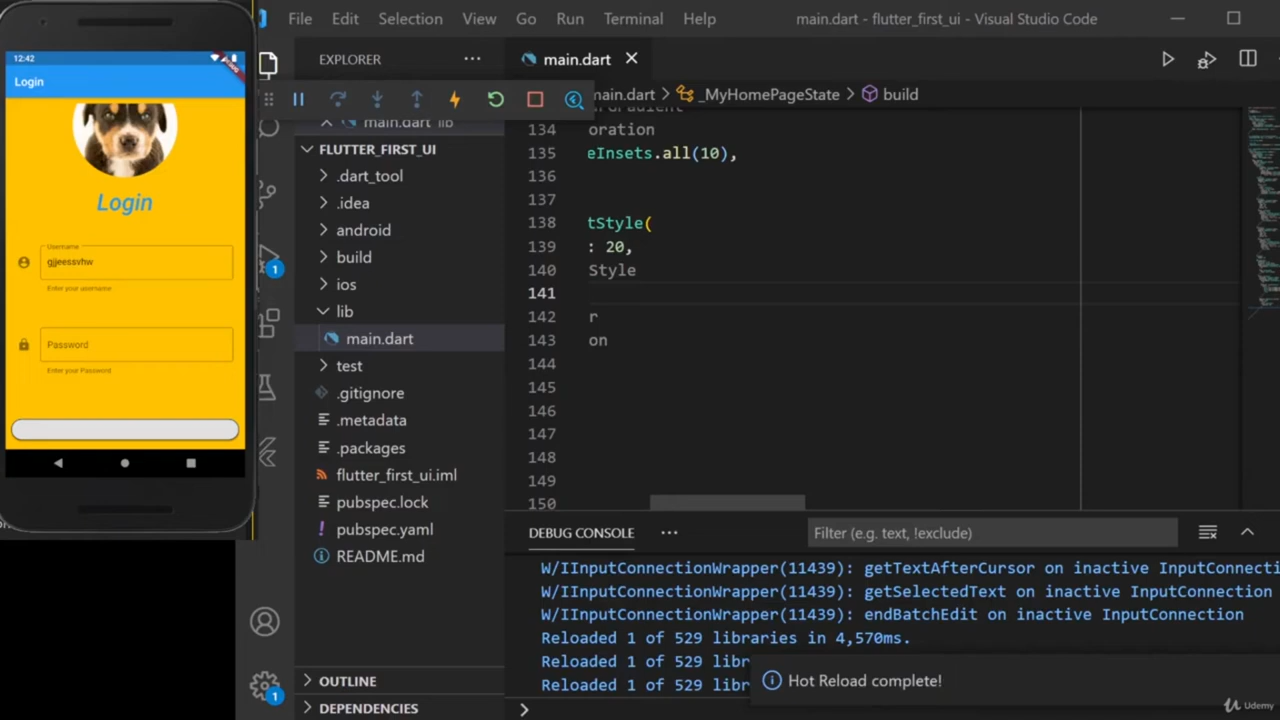 File Edit Selection View Go Run Terminal Help main.dart - flutter_first_ui - Visual Studio Code
12:42
Login
Login
Username
gjjeessvhw
Enter your username
Password
Enter your Password
EXPLORER
main.dart lib
FLUTTER_FIRST_UI
.dart_tool
.idea
android
build
ios
lib
main.dart
test
.gitignore
.metadata
.packages
flutter_first_ui.iml
pubspec.lock
pubspec.yaml
README.md
OUTLINE
DEPENDENCIES
1
1
main.dart
main.dart > _MyHomePageState > build
134 oration
135 eInsets.all(10),
136
137
138 tStyle(
139 : 20,
140 Style
141
142 r
143 on
144
145
146
147
148
149
150
DEBUG CONSOLE
Filter (e.g. text, !exclude)
W/IInputConnectionWrapper(11439): getTextAfterCursor on inactive InputConnecti
W/IInputConnectionWrapper(11439): getSelectedText on inactive InputConnection
W/IInputConnectionWrapper(11439): endBatchEdit on inactive InputConnection
Reloaded 1 of 529 libraries in 4,570ms.
Reloaded 1 of 529 libr
Reloaded 1 of 529 libr
Hot Reload complete!
Udemy